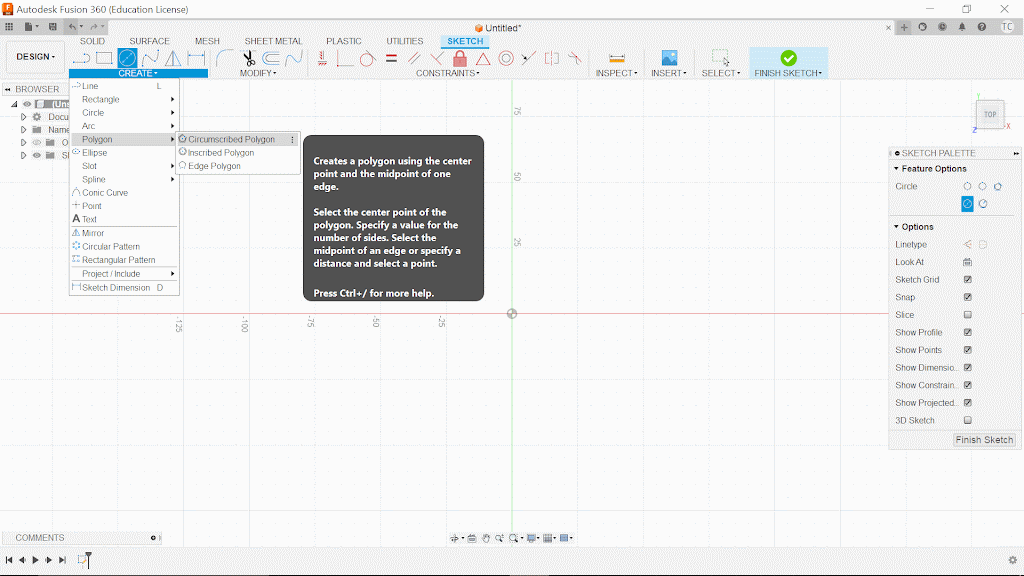 Autodesk Fusion 360 (Education License)
Untitled*
TC
SOLID SURFACE MESH SHEET METAL PLASTIC UTILITIES SKETCH
DESIGN
CREATE MODIFY CONSTRAINTS INSPECT INSERT SELECT FINISH SKETCH
BROWSER
Line L
Rectangle
Circle
Arc
Polygon
Ellipse
Slot
Spline
Conic Curve
Point
Text
Mirror
Circular Pattern
Rectangular Pattern
Project / Include
Sketch Dimension D
(Uns
Docu
Name
O
Circumscribed Polygon
Inscribed Polygon
Edge Polygon
Creates a polygon using the center
point and the midpoint of one
edge.
Select the center point of the
polygon. Specify a value for the
number of sides. Select the
midpoint of an edge or specify a
distance and select a point.
Press Ctrl+/ for more help.
75
50
25
-125
-100
-75
-50
-25
TOP
Z
X
SKETCH PALETTE
Feature Options
Circle
Options
Linetype
Look At
Sketch Grid
Snap
Slice
Show Profile
Show Points
Show Dimensio..
Show Constrain..
Show Projected..
3D Sketch
Finish Sketch
COMMENTS